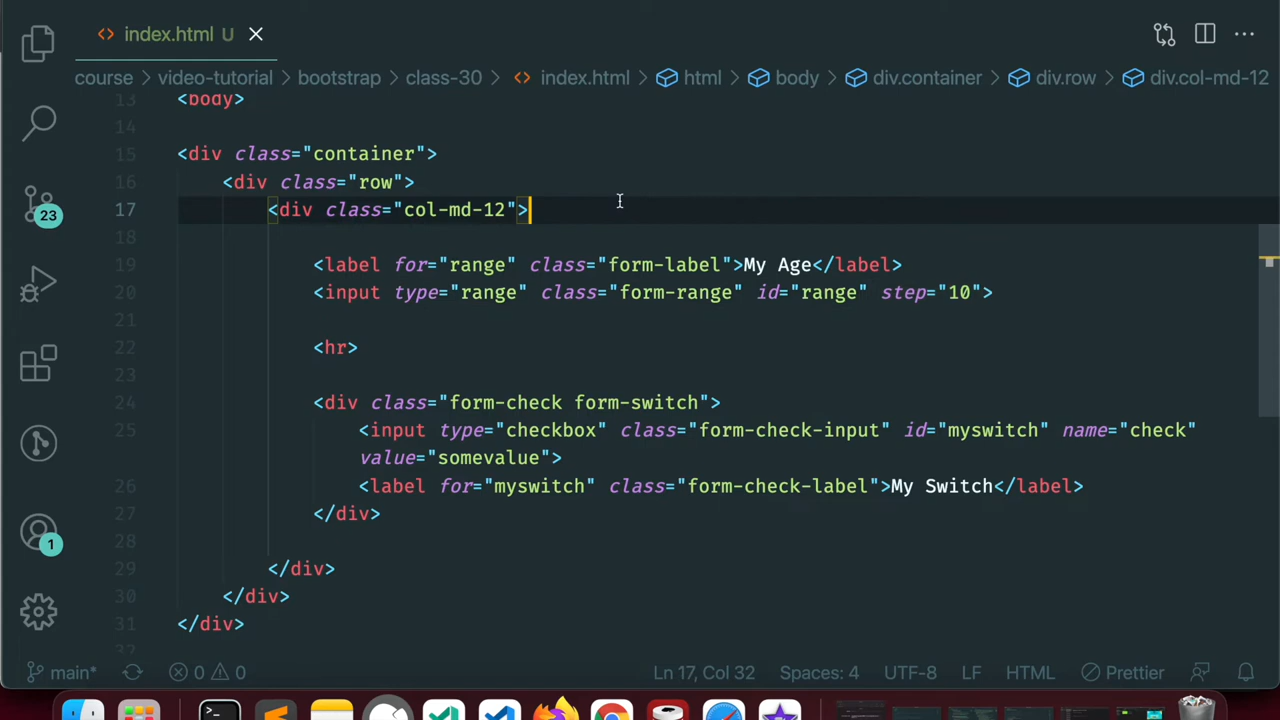 index.html U
course > video-tutorial > bootstrap > class-30 > index.html > html > body > div.container > div.row > div.col-md-12
13 <body>
14
15 <div class="container">
16 <div class="row">
17 <div class="col-md-12">
18
19 <label for="range" class="form-label">My Age</label>
20 <input type="range" class="form-range" id="range" step="10">
21
22 <hr>
23
24 <div class="form-check form-switch">
25 <input type="checkbox" class="form-check-input" id="myswitch" name="check"
value="somevalue">
26 <label for="myswitch" class="form-check-label">My Switch</label>
27 </div>
28
29 </div>
30 </div>
31 </div>
32
23
1
main* 0 0 Ln 17, Col 32 Spaces: 4 UTF-8 LF HTML Prettier